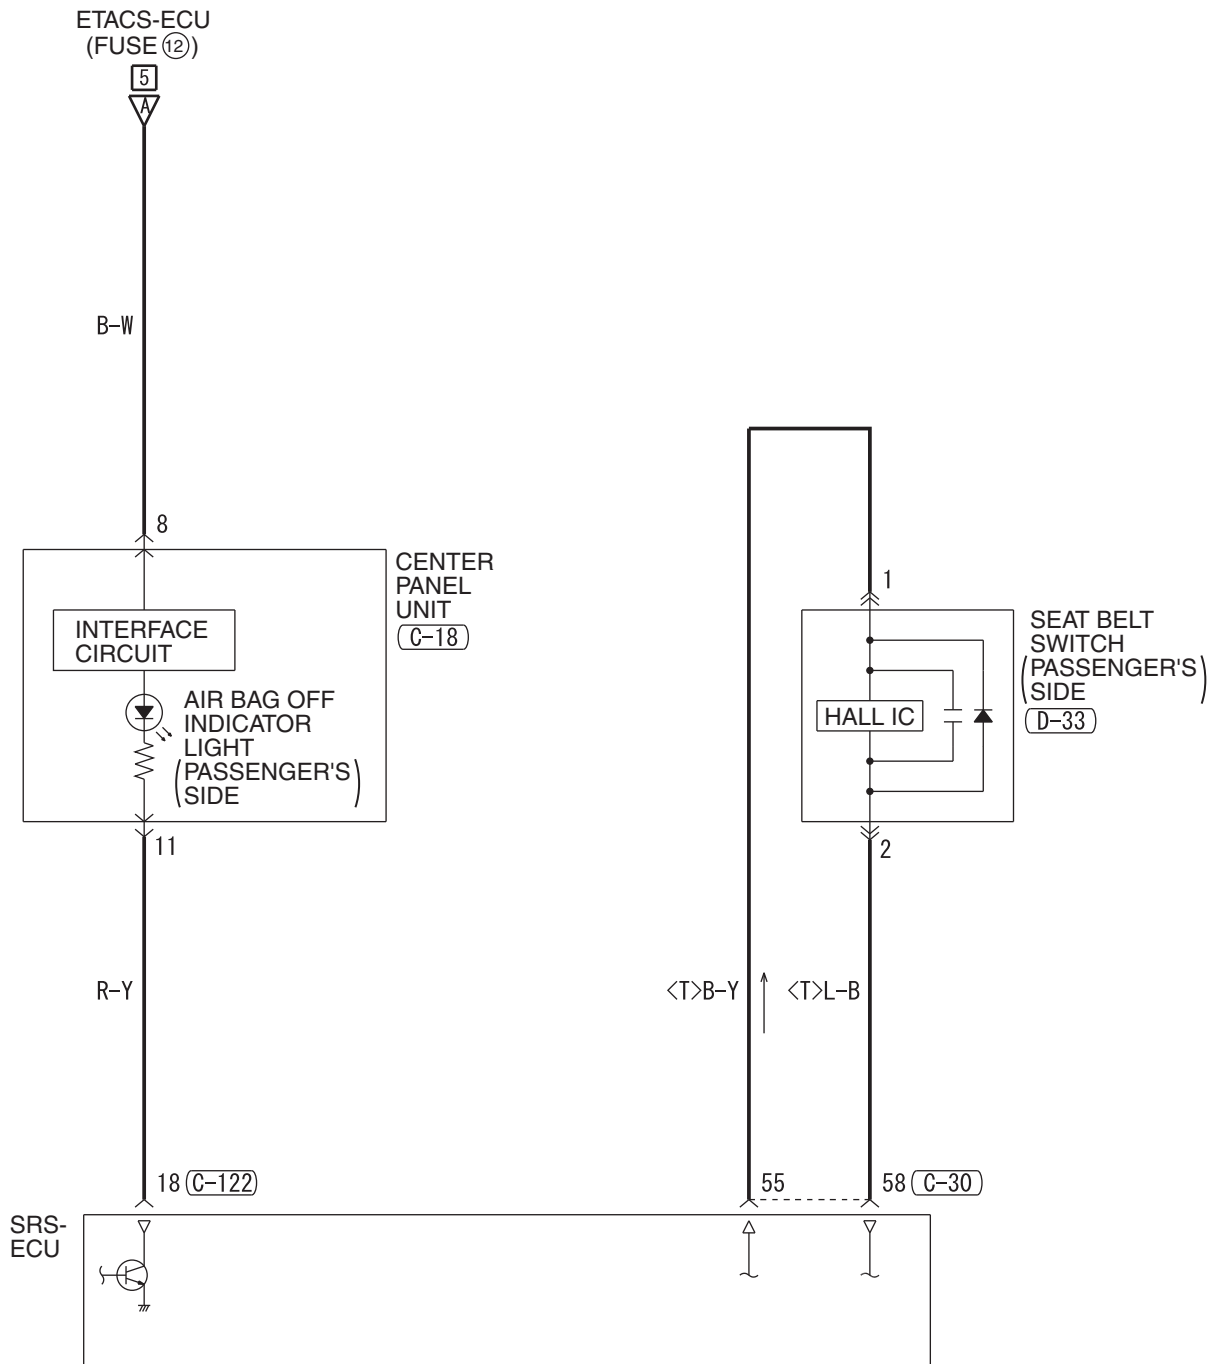 ETACS-ECU
(FUSE ⑫)
5
A
B-W
8
CENTER
PANEL
UNIT
C-18
INTERFACE
CIRCUIT
AIR BAG OFF
INDICATOR
LIGHT
(PASSENGER'S
SIDE)
11
R-Y
18 C-122
SRS-
ECU
1
SEAT BELT
SWITCH
(PASSENGER'S
SIDE)
D-33
HALL IC
2
<T>B-Y
<T>L-B
55
58 C-30